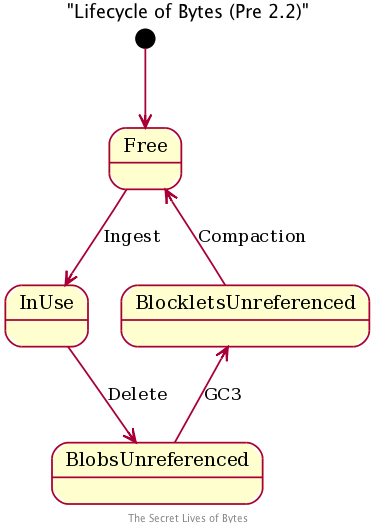 "Lifecycle of Bytes (Pre 2.2)"
Free
Ingest
Compaction
InUse
BlockletsUnreferenced
Delete
GC3
BlobsUnreferenced
The Secret Lives of Bytes